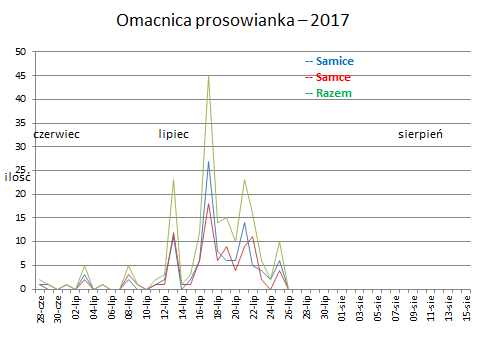 Omacnica prosowianka – 2017
50
45
40
35
30
25
20
15
10
5
0
ilość
-- Samice
-- Samce
-- Razem
czerwiec lipiec sierpień
28-cze 30-cze 02-lip 04-lip 06-lip 08-lip 10-lip 12-lip 14-lip 16-lip 18-lip 20-lip 22-lip 24-lip 26-lip 28-lip 30-lip 01-sie 03-sie 05-sie 07-sie 09-sie 11-sie 13-sie 15-sie